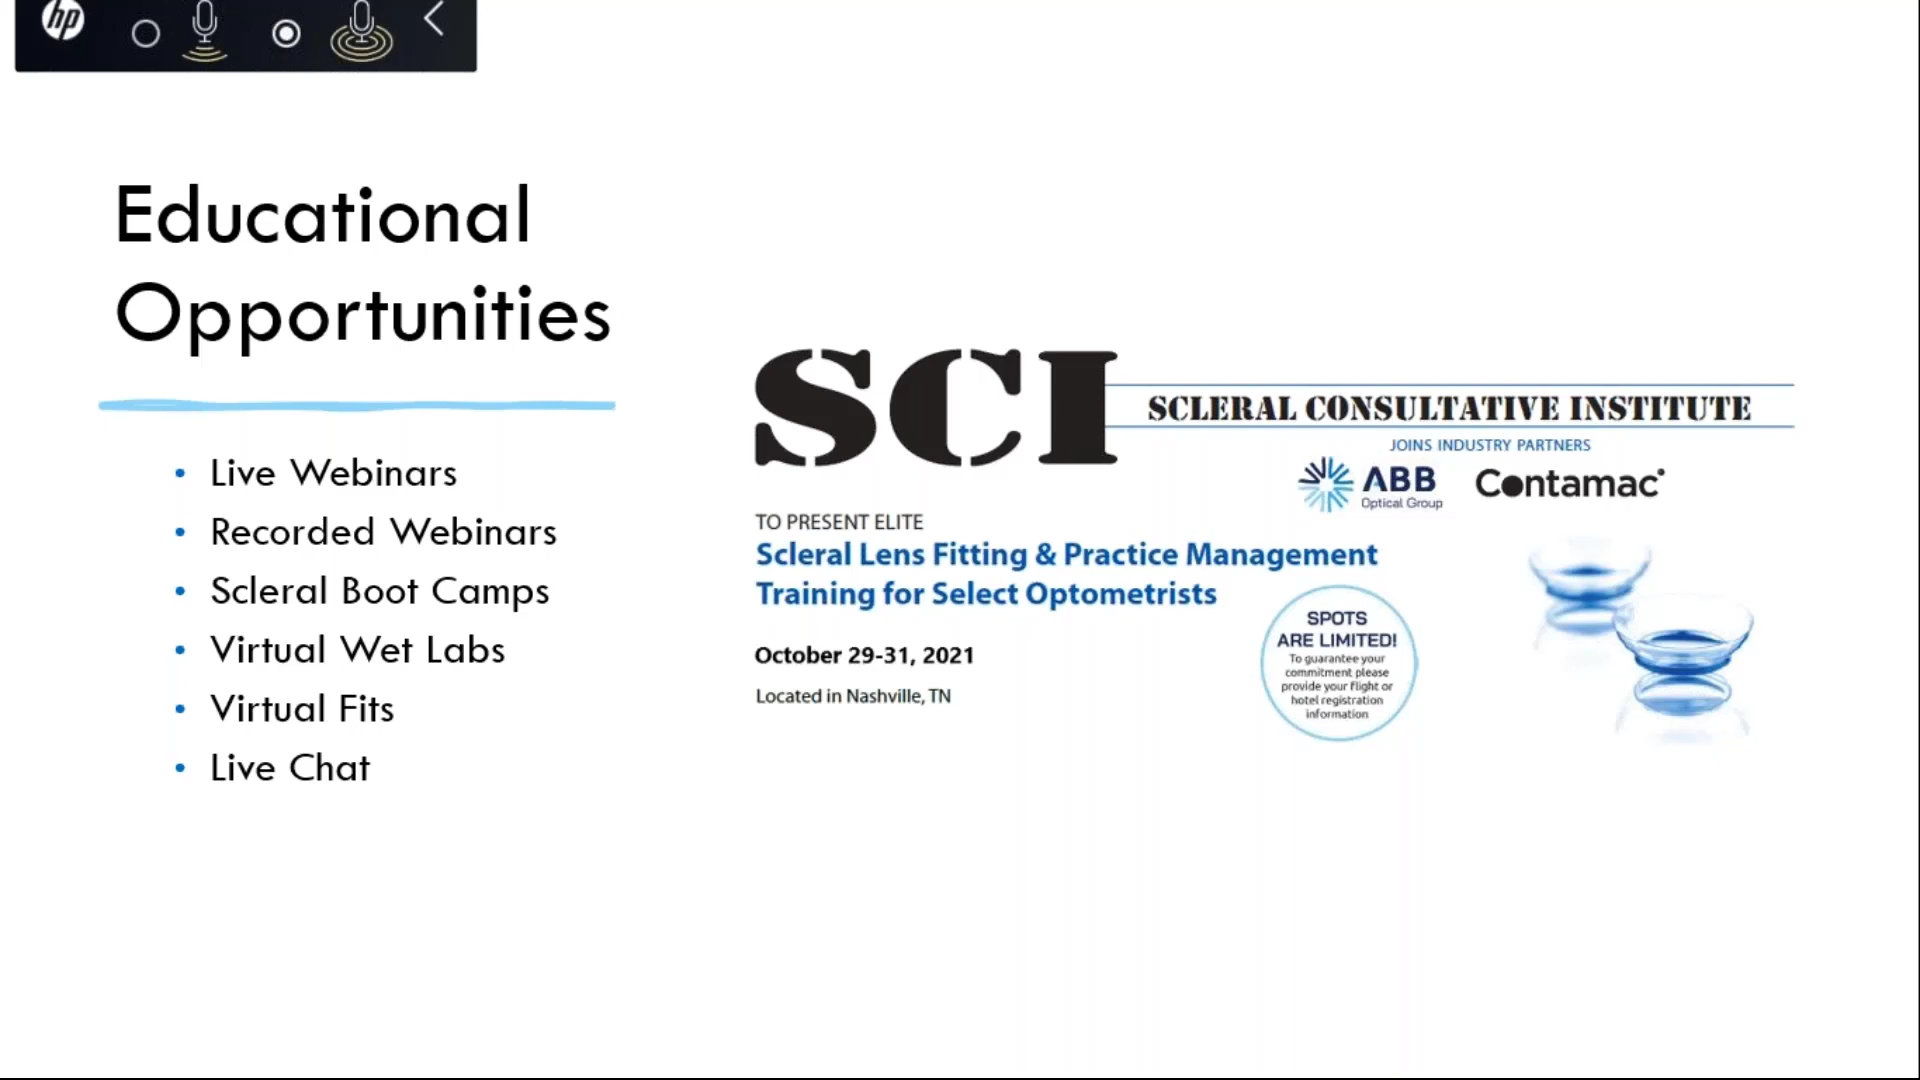 hp
Educational
Opportunities
• Live Webinars
• Recorded Webinars
• Scleral Boot Camps
• Virtual Wet Labs
• Virtual Fits
• Live Chat
SCI
SCLERAL CONSULTATIVE INSTITUTE
JOINS INDUSTRY PARTNERS
ABB
Optical Group
Contamac
TO PRESENT ELITE
Scleral Lens Fitting & Practice Management
Training for Select Optometrists
October 29-31, 2021
Located in Nashville, TN
SPOTS
ARE LIMITED!
To guarantee your
commitment please
provide your flight or
hotel registration
information